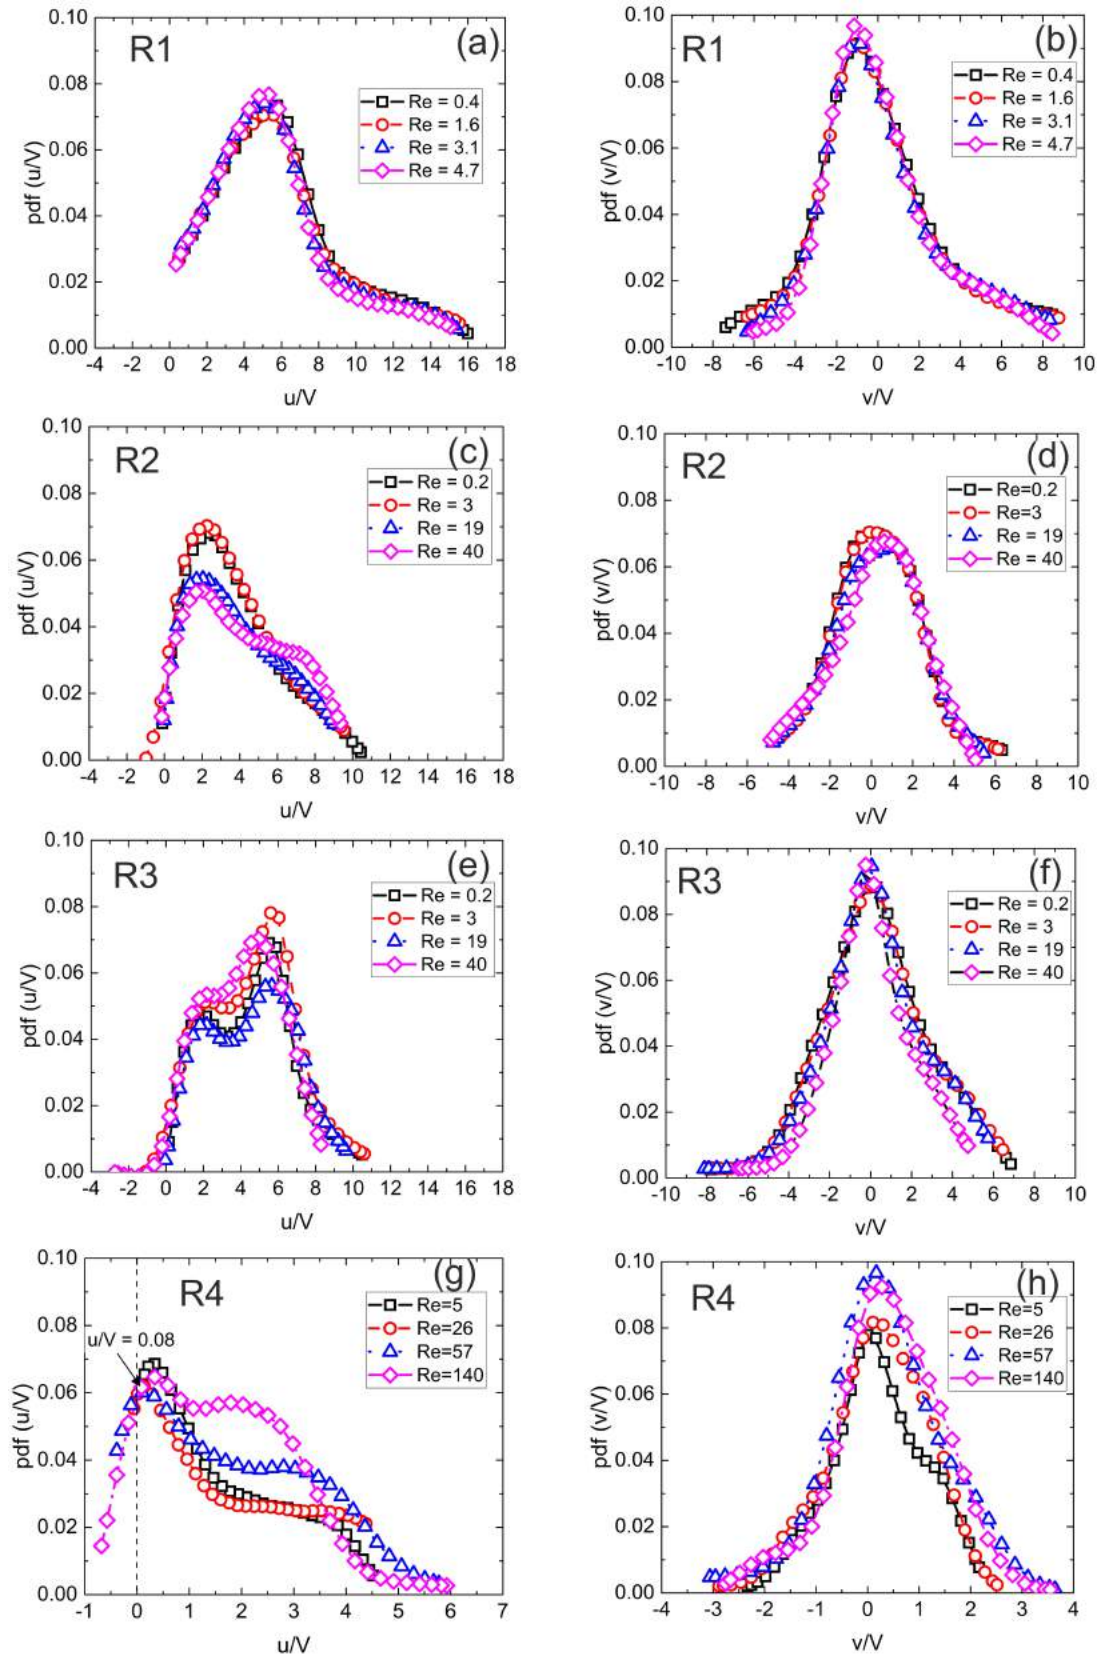 R1
(a)
Re = 0.4
Re = 1.6
Re = 3.1
Re = 4.7
pdf (u/V)
0.10
0.08
0.06
0.04
0.02
0.00
-4 -2 0 2 4 6 8 10 12 14 16 18
u/V
R1
(b)
Re = 0.4
Re = 1.6
Re = 3.1
Re = 4.7
pdf (v/V)
0.10
0.08
0.06
0.04
0.02
0.00
-10 -8 -6 -4 -2 0 2 4 6 8 10
v/V
R2
(c)
Re = 0.2
Re = 3
Re = 19
Re = 40
pdf (u/V)
0.10
0.08
0.06
0.04
0.02
0.00
-4 -2 0 2 4 6 8 10 12 14 16 18
u/V
R2
(d)
Re=0.2
Re=3
Re = 19
Re = 40
pdf (v/V)
0.10
0.08
0.06
0.04
0.02
0.00
-10 -8 -6 -4 -2 0 2 4 6 8 10
v/V
R3
(e)
Re = 0.2
Re = 3
Re = 19
Re = 40
pdf (u/V)
0.10
0.08
0.06
0.04
0.02
0.00
-4 -2 0 2 4 6 8 10 12 14 16 18
u/V
R3
(f)
Re = 0.2
Re = 3
Re = 19
Re = 40
pdf (v/V)
0.10
0.08
0.06
0.04
0.02
0.00
-10 -8 -6 -4 -2 0 2 4 6 8 10
v/V
R4
(g)
Re=5
Re=26
Re=57
Re=140
u/V = 0.08
pdf (u/V)
0.10
0.08
0.06
0.04
0.02
0.00
-1 0 1 2 3 4 5 6 7
u/V
R4
(h)
Re=5
Re=26
Re=57
Re=140
pdf (v/V)
0.10
0.08
0.06
0.04
0.02
0.00
-4 -3 -2 -1 0 1 2 3 4
v/V